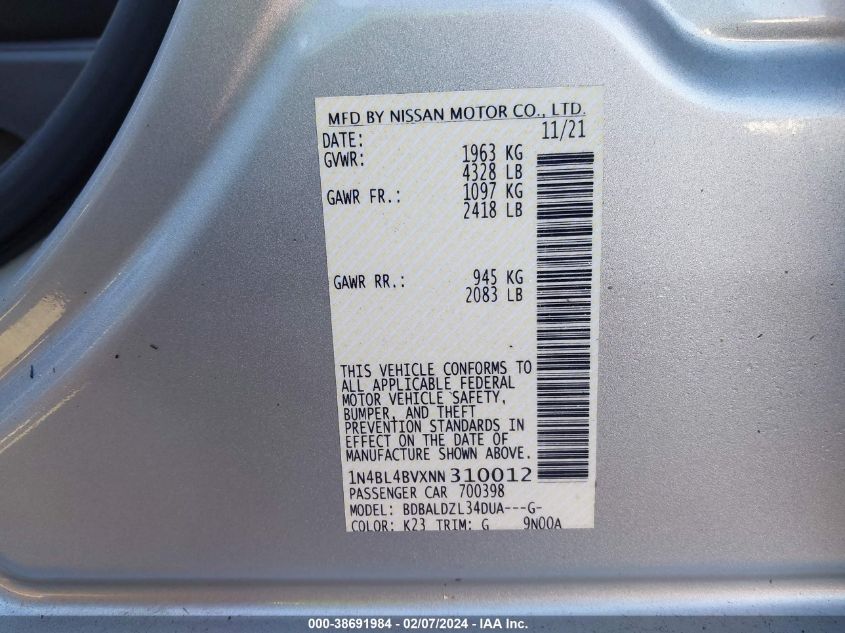 MFD BY NISSAN MOTOR CO., LTD.
DATE: 11/21
GVWR: 1963 KG
4328 LB
GAWR FR.: 1097 KG
2418 LB
GAWR RR.: 945 KG
2083 LB
THIS VEHICLE CONFORMS TO
ALL APPLICABLE FEDERAL
MOTOR VEHICLE SAFETY,
BUMPER, AND THEFT
PREVENTION STANDARDS IN
EFFECT ON THE DATE OF
MANUFACTURE SHOWN ABOVE.
1N4BL4BVXNN310012
PASSENGER CAR 700398
MODEL: BDBALDZL34DUA---G-
COLOR: K23 TRIM: G 9N00A
000-38691984 - 02/07/2024 - IAA Inc.